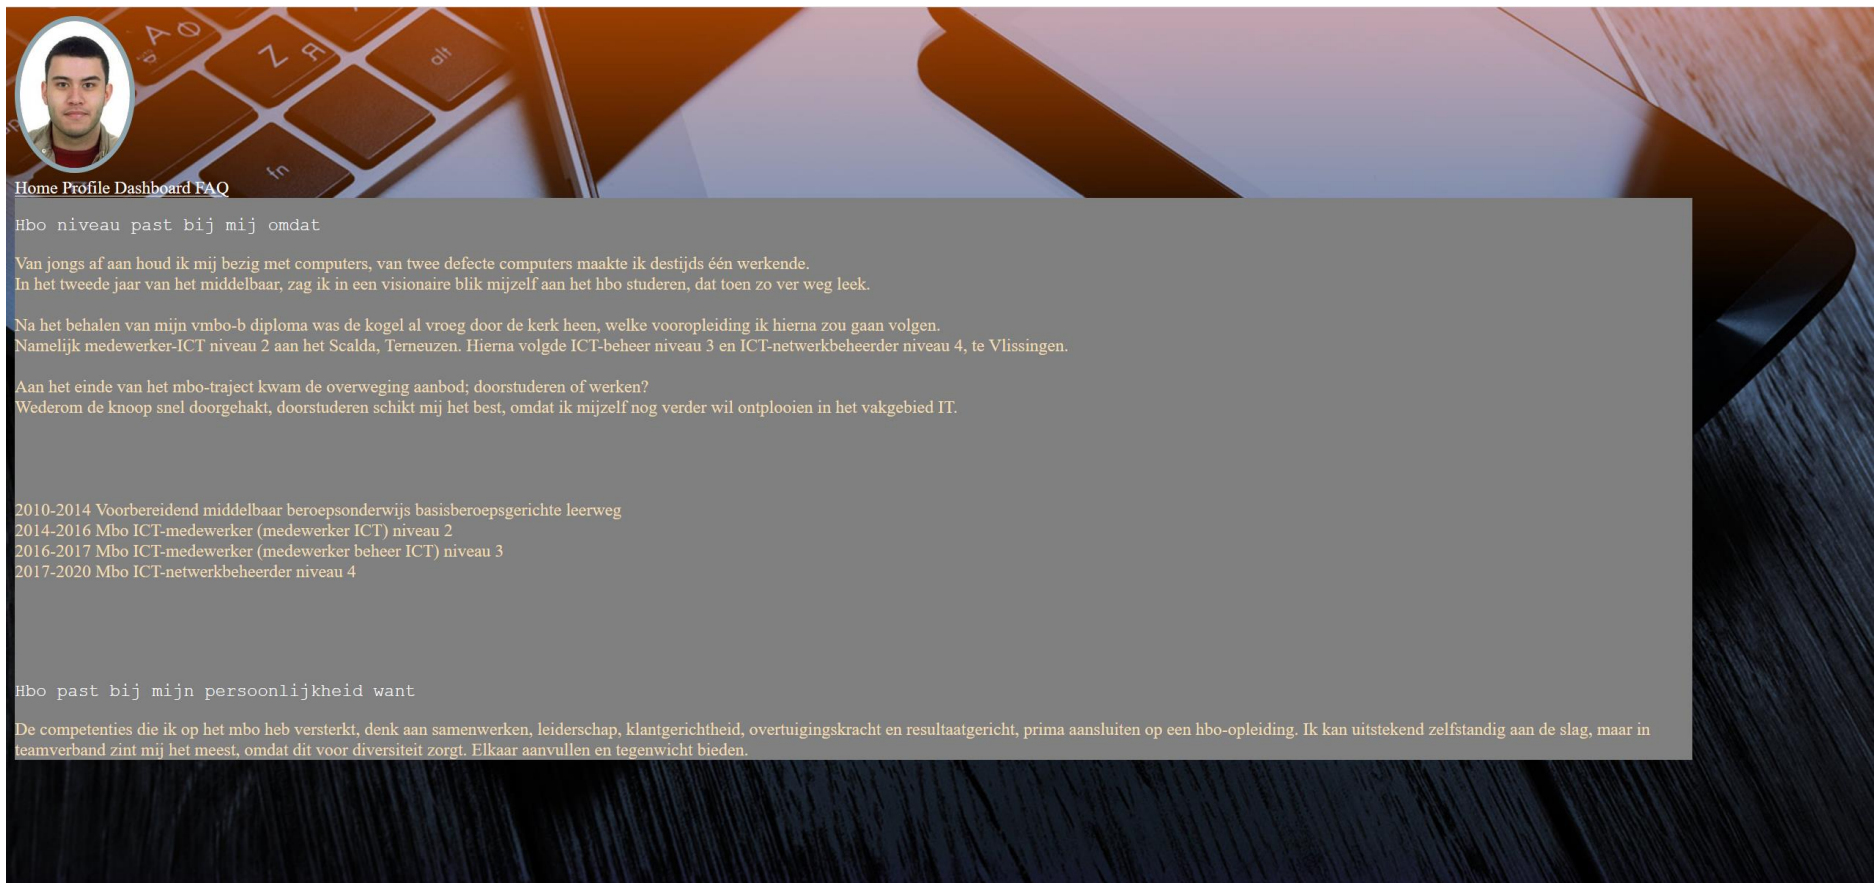 Home Profile Dashboard FAQ
Hbo niveau past bij mij omdat
Van jongs af aan houd ik mij bezig met computers, van twee defecte computers maakte ik destijds één werkende.
In het tweede jaar van het middelbaar, zag ik in een visionaire blik mijzelf aan het hbo studeren, dat toen zo ver weg leek.
Na het behalen van mijn vmbo-b diploma was de kogel al vroeg door de kerk heen, welke vooropleiding ik hierna zou gaan volgen.
Namelijk medewerker-ICT niveau 2 aan het Scalda, Terneuzen. Hierna volgde ICT-beheer niveau 3 en ICT-netwerkbeheerder niveau 4, te Vlissingen.
Aan het einde van het mbo-traject kwam de overweging aanbod; doorstuderen of werken?
Wederom de knoop snel doorgehakt, doorstuderen schikt mij het best, omdat ik mijzelf nog verder wil ontplooien in het vakgebied IT.
2010-2014 Voorbereidend middelbaar beroepsonderwijs basisberoepsgerichte leerweg
2014-2016 Mbo ICT-medewerker (medewerker ICT) niveau 2
2016-2017 Mbo ICT-medewerker (medewerker beheer ICT) niveau 3
2017-2020 Mbo ICT-netwerkbeheerder niveau 4
Hbo past bij mijn persoonlijkheid want
De competenties die ik op het mbo heb versterkt, denk aan samenwerken, leiderschap, klantgerichtheid, overtuigingskracht en resultaatgericht, prima aansluiten op een hbo-opleiding. Ik kan uitstekend zelfstandig aan de slag, maar in
teamverband zint mij het meest, omdat dit voor diversiteit zorgt. Elkaar aanvullen en tegenwicht bieden.